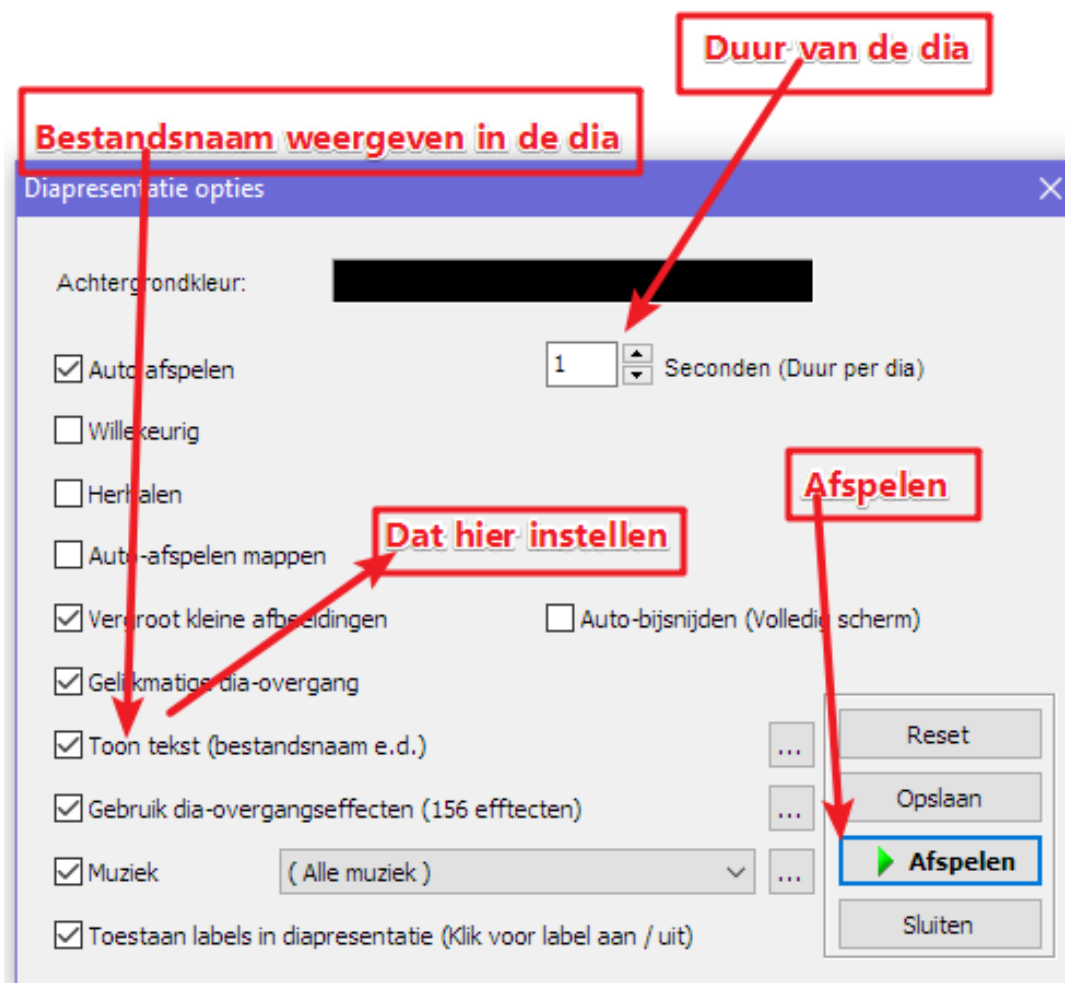 Duur van de dia
Bestandsnaam weergeven in de dia
Diapresentatie opties
Achtergrondkleur:
Auto afspelen
1 Seconden (Duur per dia)
Willekeurig
Afspelen
Herhalen
Dat hier instellen
Auto-afspelen mappen
Vergroot kleine afbeeldingen
Auto-bijsnijden (Volledig scherm)
Gelijkmatige dia-overgang
Toon tekst (bestandsnaam e.d.)
...
Reset
Gebruik dia-overgangseffecten (156 efftecten)
...
Opslaan
Muziek
( Alle muziek )
...
Afspelen
Toestaan labels in diapresentatie (Klik voor label aan / uit)
Sluiten